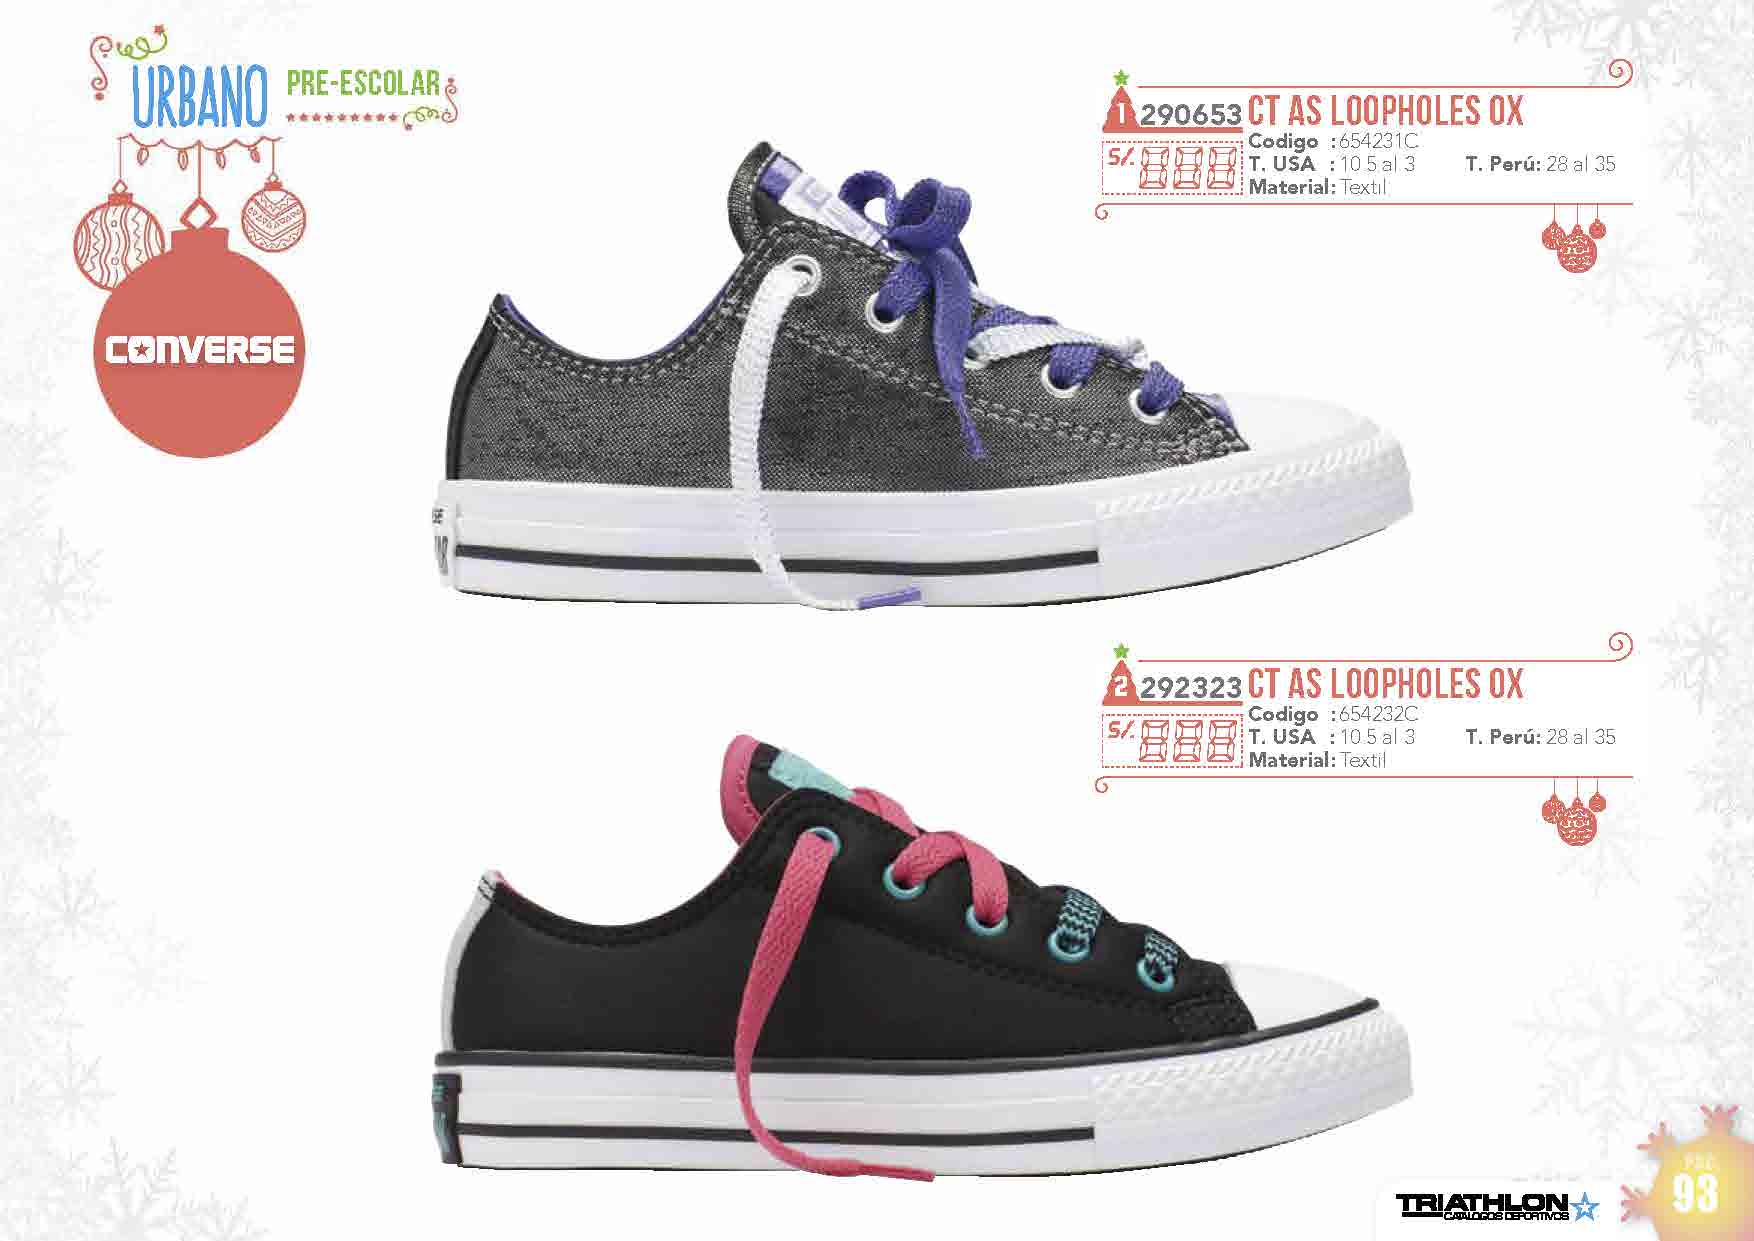 URBANO PRE-ESCOLAR
CONVERSE
1 290653 CT AS LOOPHOLES OX
Codigo : 654231C
S/. 888 T. USA : 10.5 al 3 T. Perú: 28 al 35
Material: Textil
2 292323 CT AS LOOPHOLES OX
Codigo : 654232C
S/. 888 T. USA : 10.5 al 3 T. Perú: 28 al 35
Material: Textil
PAG
93
TRIATHLON
CATALOGOS DEPORTIVOS